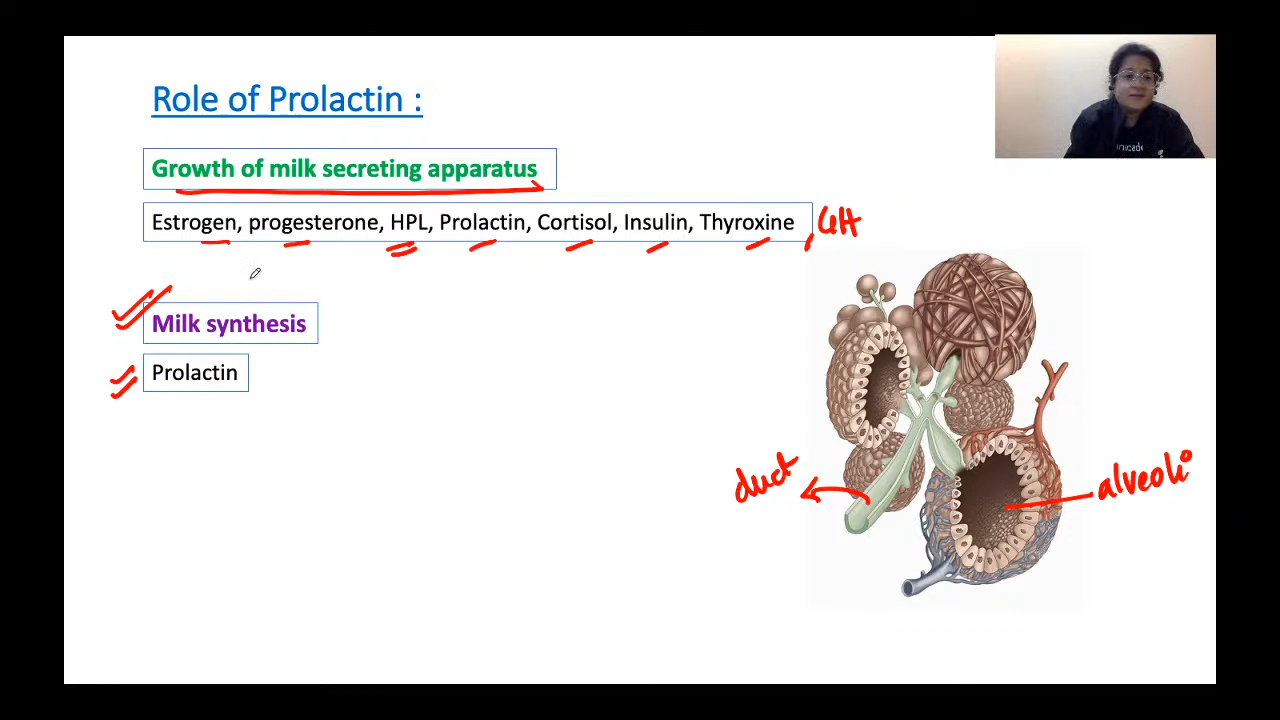 Role of Prolactin :
Growth of milk secreting apparatus
Estrogen, progesterone, HPL, Prolactin, Cortisol, Insulin, Thyroxine , GH
Milk synthesis
Prolactin
duct
alveoli
nicade